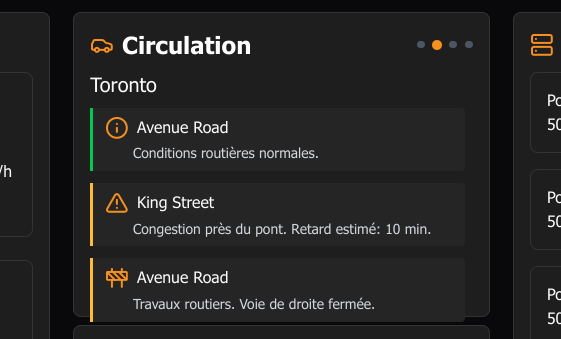 Circulation
Toronto
Avenue Road
Conditions routières normales.
King Street
Congestion près du pont. Retard estimé: 10 min.
Avenue Road
Travaux routiers. Voie de droite fermée.
/h
Po
50
Po
50
Po
50